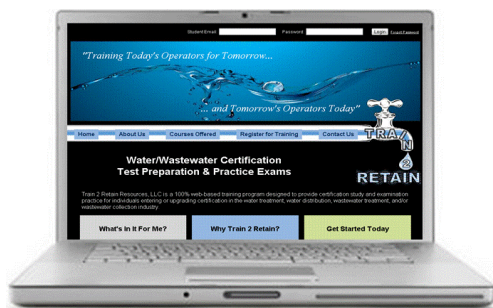 Student Email
Password
Login
Forgot Password
"Training Today's Operators for Tomorrow...
... and Tomorrow's Operators Today"
Home
About Us
Courses Offered
Register for Training
Contact Us
TRAIN
2
RETAIN
Water/Wastewater Certification
Test Preparation & Practice Exams
Train 2 Retain Resources, LLC is a 100% web-based training program designed to provide certification study and examination
practice for individuals entering or upgrading certification in the water treatment, water distribution, wastewater treatment, and/or
wastewater collection industry.
What's In It For Me?
Why Train 2 Retain?
Get Started Today